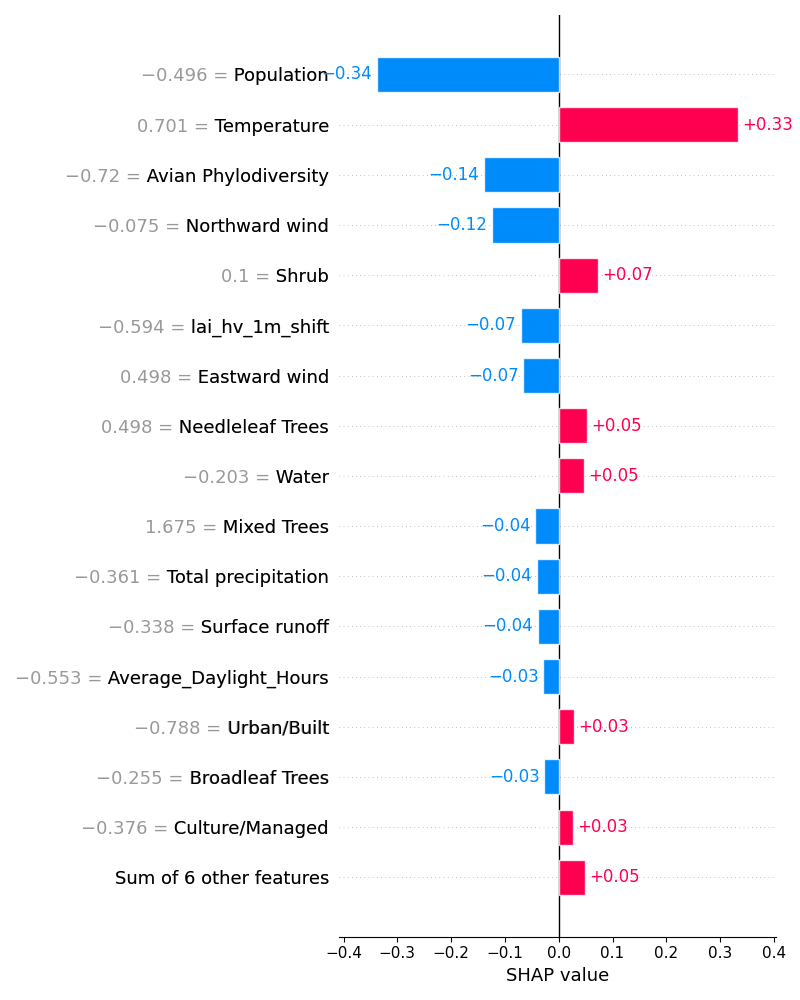 −0.496 = Population −0.34
0.701 = Temperature +0.33
−0.72 = Avian Phylodiversity −0.14
−0.075 = Northward wind −0.12
0.1 = Shrub +0.07
−0.594 = lai_hv_1m_shift −0.07
0.498 = Eastward wind −0.07
0.498 = Needleleaf Trees +0.05
−0.203 = Water +0.05
1.675 = Mixed Trees −0.04
−0.361 = Total precipitation −0.04
−0.338 = Surface runoff −0.04
−0.553 = Average_Daylight_Hours −0.03
−0.788 = Urban/Built +0.03
−0.255 = Broadleaf Trees −0.03
−0.376 = Culture/Managed +0.03
Sum of 6 other features +0.05
−0.4 −0.3 −0.2 −0.1 0.0 0.1 0.2 0.3 0.4
SHAP value